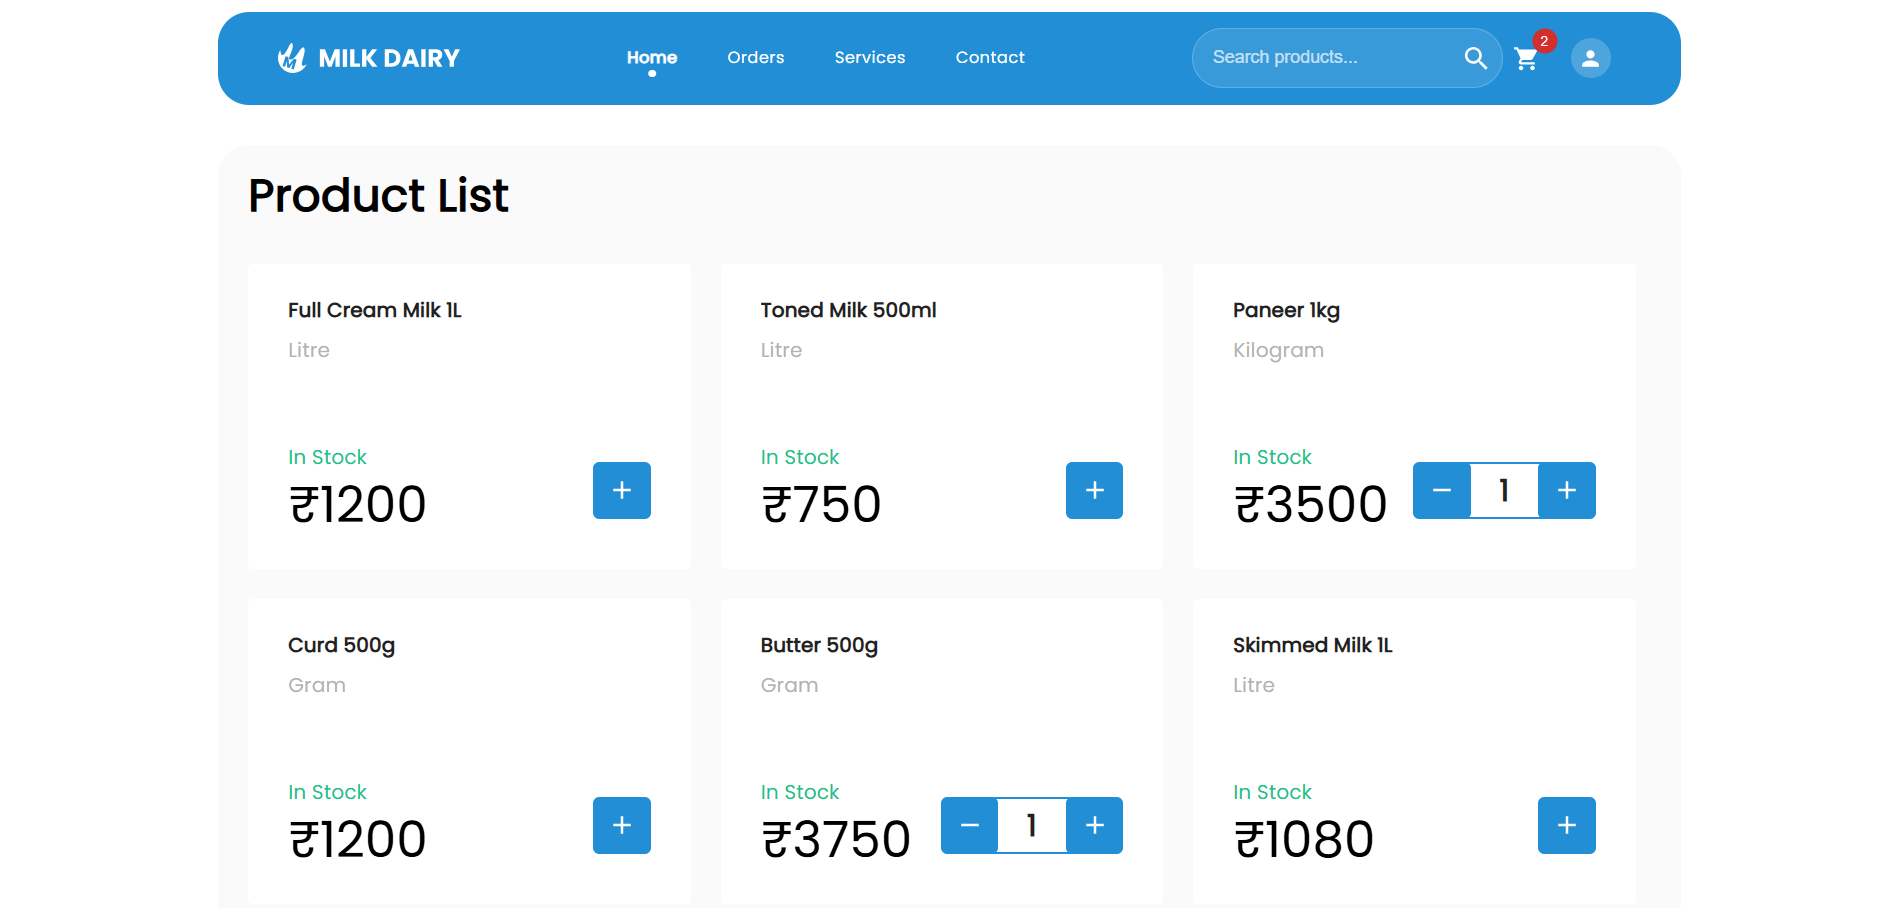 MILK DAIRY
Home
Orders
Services
Contact
Search products...
2
Product List
Full Cream Milk 1L
Litre
In Stock
₹1200
Toned Milk 500ml
Litre
In Stock
₹750
Paneer 1kg
Kilogram
In Stock
₹3500
1
Curd 500g
Gram
In Stock
₹1200
Butter 500g
Gram
In Stock
₹3750
1
Skimmed Milk 1L
Litre
In Stock
₹1080